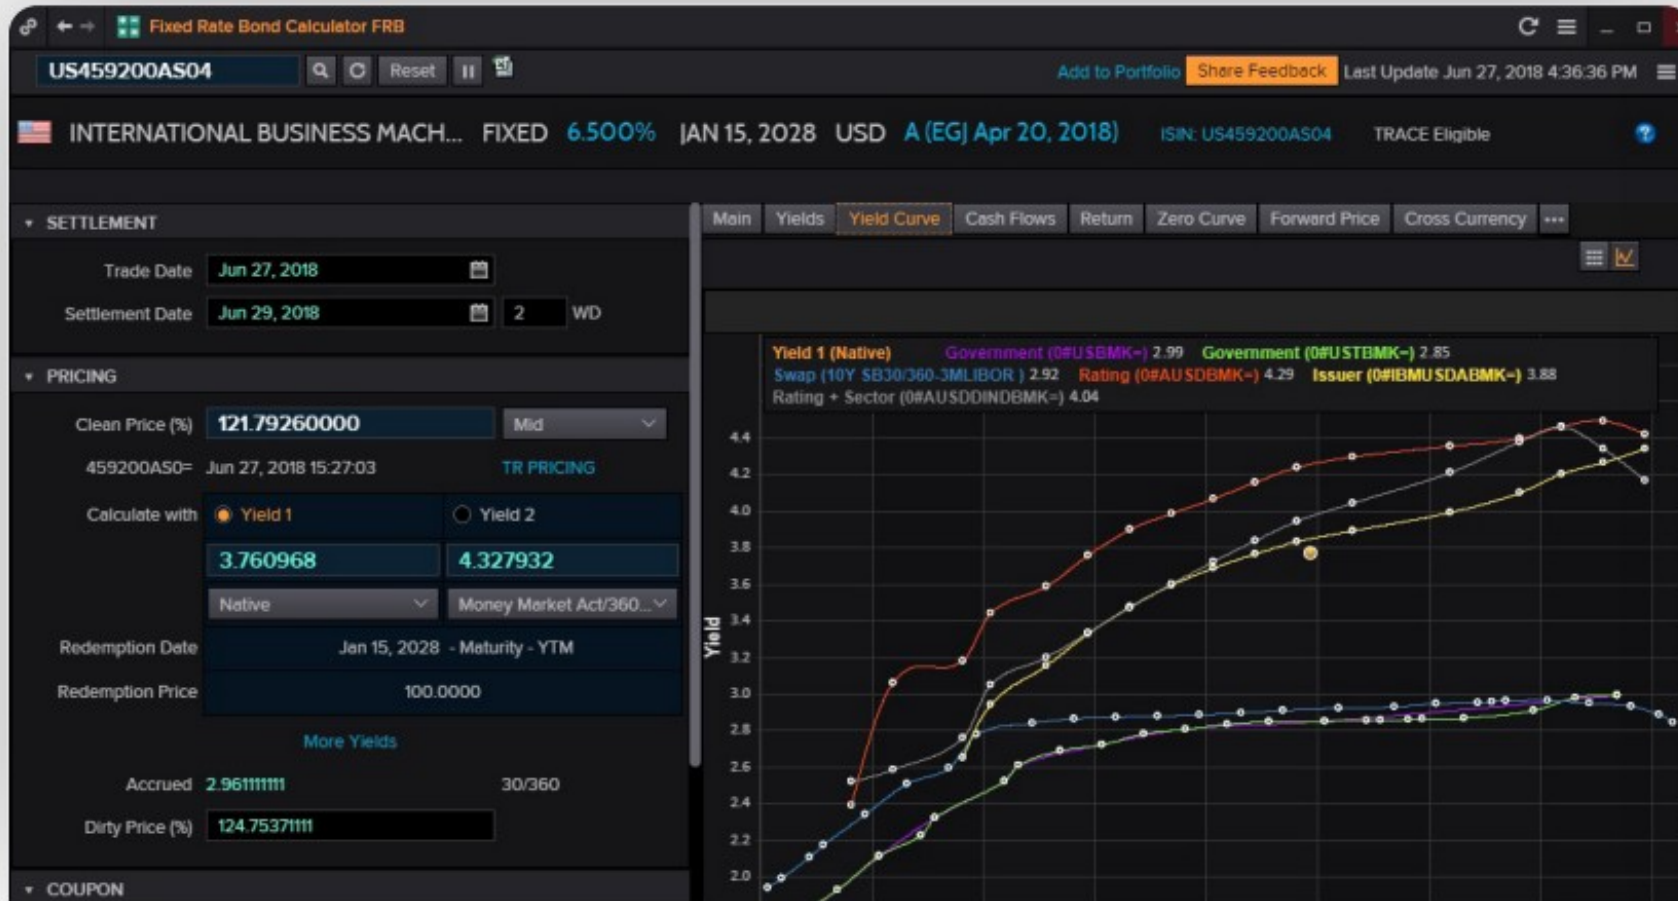 Fixed Rate Bond Calculator FRB
US459200AS04 Reset Add to Portfolio Share Feedback Last Update Jun 27, 2018 4:36:36 PM
INTERNATIONAL BUSINESS MACH... FIXED 6.500% JAN 15, 2028 USD A (EGJ Apr 20, 2018) ISIN: US459200AS04 TRACE Eligible ?
SETTLEMENT
Trade Date Jun 27, 2018
Settlement Date Jun 29, 2018 2 WD
PRICING
Clean Price (%) 121.79260000 Mid
459200AS0= Jun 27, 2018 15:27:03 TR PRICING
Calculate with Yield 1 Yield 2
3.760968 4.327932
Native Money Market Act/360...
Redemption Date Jan 15, 2028 - Maturity - YTM
Redemption Price 100.0000
More Yields
Accrued 2.961111111 30/360
Dirty Price (%) 124.75371111
COUPON
Main Yields Yield Curve Cash Flows Return Zero Curve Forward Price Cross Currency ...
Yield 1 (Native) Government (0#USBMK=) 2.99 Government (0#USTBMK=) 2.85
Swap (10Y SB30/360-3MLIBOR ) 2.92 Rating (0#AUSDBMK=) 4.29 Issuer (0#IBMUSDABMK=) 3.88
Rating + Sector (0#AUSDDINDBMK=) 4.04
Yield
4.4
4.2
4.0
3.8
3.6
3.4
3.2
3.0
2.8
2.6
2.4
2.2
2.0